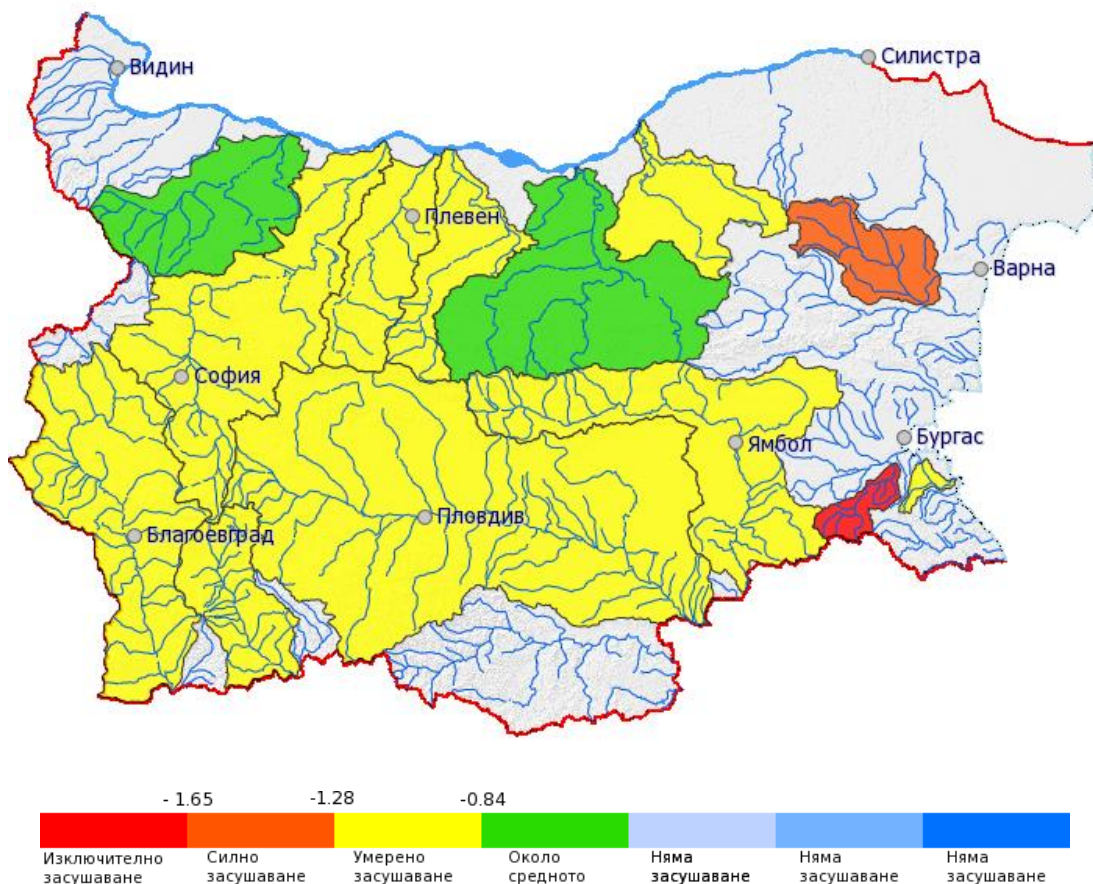 Силистра
Видин
Плевен
Варна
София
Бургас
Ямбол
Пловдив
Благоевград
- 1.65 -1.28 -0.84
Изключително Силно Умерено Около Няма Няма Няма
засушаване засушаване засушаване средното засушаване засушаване засушаване